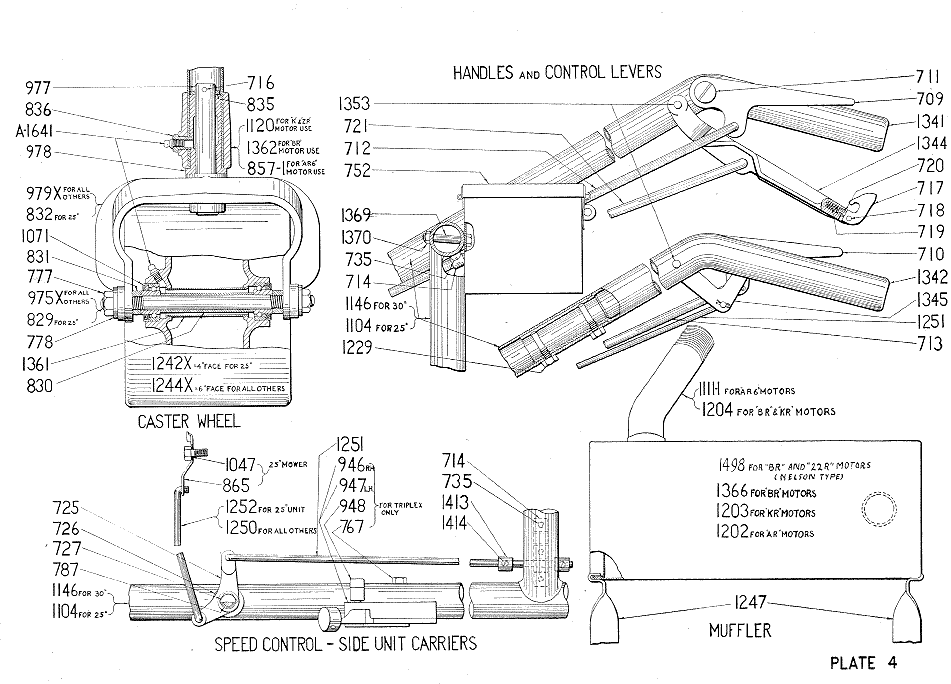 HANDLES AND CONTROL LEVERS
977
836
A-1641
978
979X FOR ALL OTHERS
832 FOR 25"
1071
831
777
975X FOR ALL OTHERS
829 FOR 25"
778
1361
830
716
835
1120 FOR "K" & "22R" MOTOR USE
1362 FOR "BR" MOTOR USE
857-1 FOR "AR6" MOTOR USE
1242X =4" FACE FOR 25"
1244X =6" FACE FOR ALL OTHERS
CASTER WHEEL
1353
721
712
752
1369
1370
735
714
1146 FOR 30"
1104 FOR 25"
1229
711
709
1341
1344
720
717
718
719
710
1342
1345
1251
713
1111H FOR AR6" MOTORS
1204 FOR "BR" & "KR" MOTORS
1498 FOR "BR" AND "22R" MOTORS
(NELSON TYPE)
1366 FOR "BR" MOTORS
1203 FOR "KR" MOTORS
1202 FOR "AR" MOTORS
1247
MUFFLER
1047
865
25" MOWER
1252 FOR 25" UNIT
1250 FOR ALL OTHERS
725
726
727
787
1146 FOR 30"
1104 FOR 25"
1251
946 RH
947 LH
948
767
FOR TRIPLEX ONLY
714
735
1413
1414
SPEED CONTROL - SIDE UNIT CARRIERS
PLATE 4